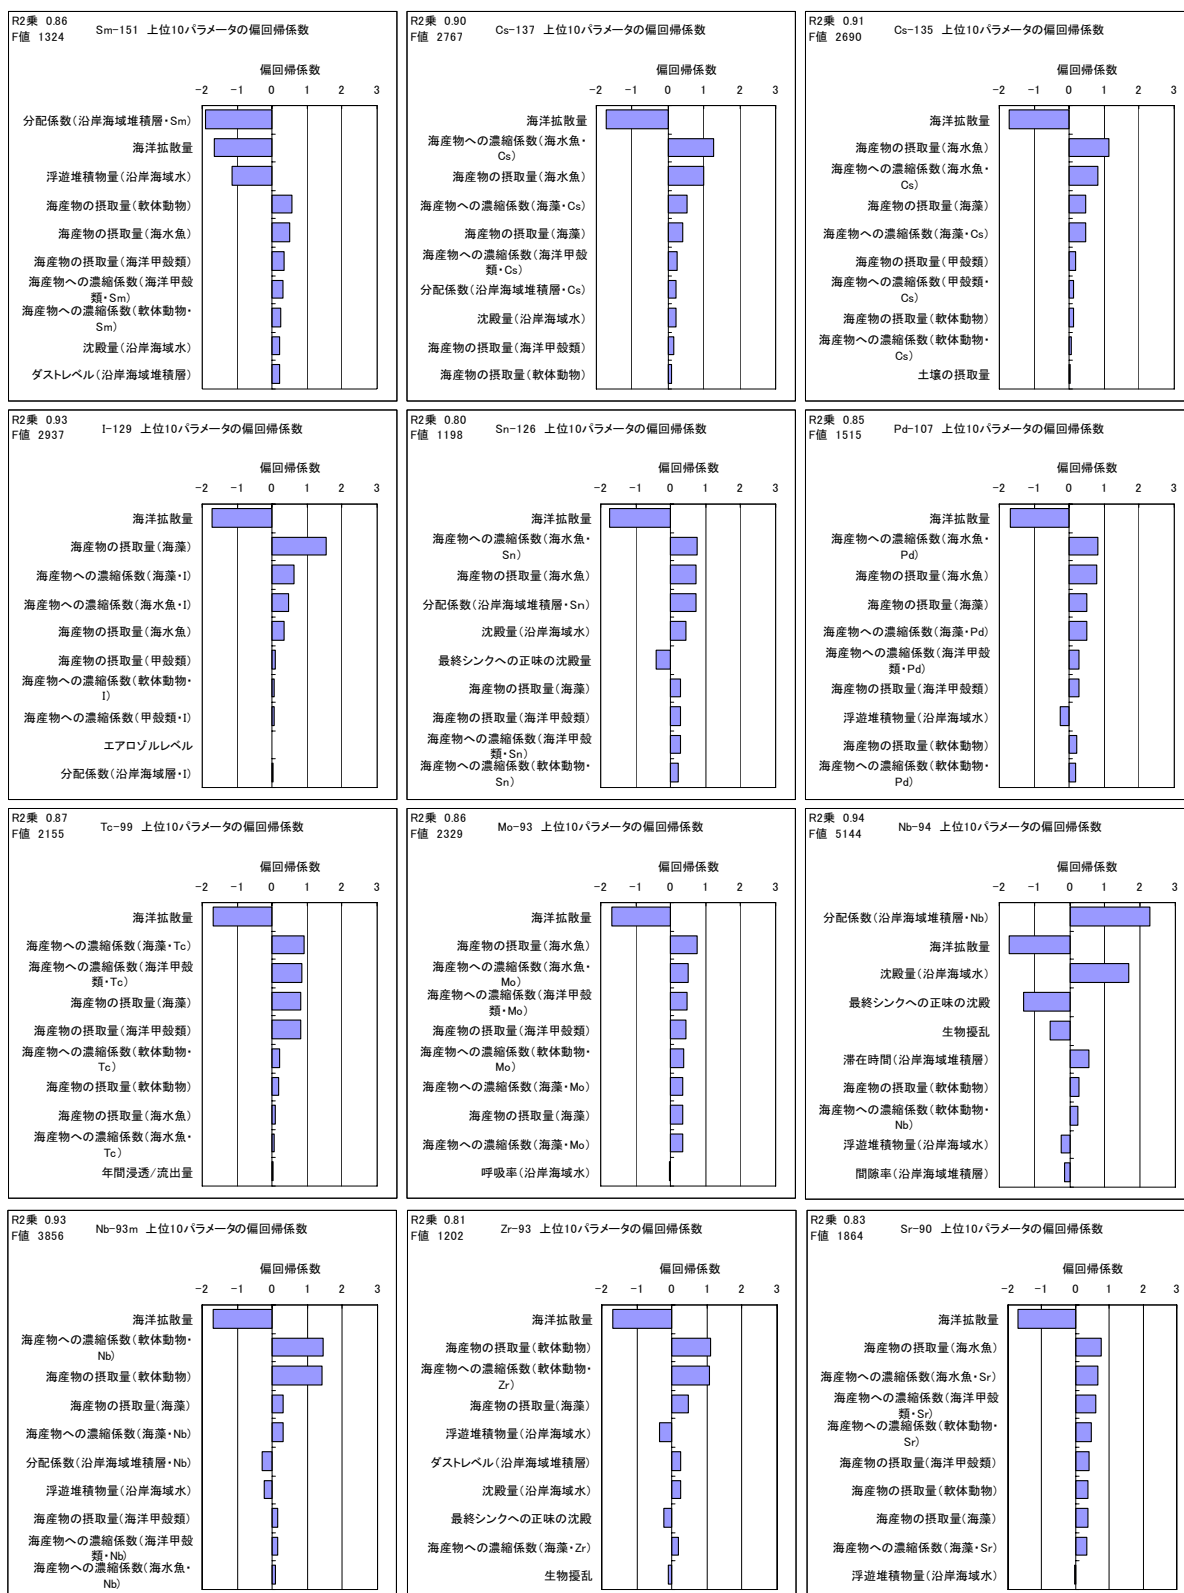 R2乗 0.86
F値 1324
Sm-151 上位10パラメータの偏回帰係数
偏回帰係数
-2 -1 0 1 2 3
分配係数(沿岸海域堆積層・Sm)
海洋拡散量
浮遊堆積物量(沿岸海域水)
海産物の摂取量(軟体動物)
海産物の摂取量(海水魚)
海産物の摂取量(海洋甲殻類)
海産物への濃縮係数(海洋甲殻
類・Sm)
海産物への濃縮係数(軟体動物・
Sm)
沈殿量(沿岸海域水)
ダストレベル(沿岸海域堆積層)
R2乗 0.90
F値 2767
Cs-137 上位10パラメータの偏回帰係数
偏回帰係数
-2 -1 0 1 2 3
海洋拡散量
海産物への濃縮係数(海水魚・
Cs)
海産物の摂取量(海水魚)
海産物への濃縮係数(海藻・Cs)
海産物の摂取量(海藻)
海産物への濃縮係数(海洋甲殻
類・Cs)
分配係数(沿岸海域堆積層・Cs)
沈殿量(沿岸海域水)
海産物の摂取量(海洋甲殻類)
海産物の摂取量(軟体動物)
R2乗 0.91
F値 2690
Cs-135 上位10パラメータの偏回帰係数
偏回帰係数
-2 -1 0 1 2 3
海洋拡散量
海産物の摂取量(海水魚)
海産物への濃縮係数(海水魚・
Cs)
海産物の摂取量(海藻)
海産物への濃縮係数(海藻・Cs)
海産物の摂取量(甲殻類)
海産物への濃縮係数(甲殻類・
Cs)
海産物の摂取量(軟体動物)
海産物への濃縮係数(軟体動物・
Cs)
土壌の摂取量
R2乗 0.93
F値 2937
I-129 上位10パラメータの偏回帰係数
偏回帰係数
-2 -1 0 1 2 3
海洋拡散量
海産物の摂取量(海藻)
海産物への濃縮係数(海藻・I)
海産物への濃縮係数(海水魚・I)
海産物の摂取量(海水魚)
海産物の摂取量(甲殻類)
海産物への濃縮係数(軟体動物・
I)
海産物への濃縮係数(甲殻類・I)
エアロゾルレベル
分配係数(沿岸海域層・I)
R2乗 0.80
F値 1198
Sn-126 上位10パラメータの偏回帰係数
偏回帰係数
-2 -1 0 1 2 3
海洋拡散量
海産物への濃縮係数(海水魚・
Sn)
海産物の摂取量(海水魚)
分配係数(沿岸海域堆積層・Sn)
沈殿量(沿岸海域水)
最終シンクへの正味の沈殿量
海産物の摂取量(海藻)
海産物の摂取量(海洋甲殻類)
海産物への濃縮係数(海洋甲殻
類・Sn)
海産物への濃縮係数(軟体動物・
Sn)
R2乗 0.85
F値 1515
Pd-107 上位10パラメータの偏回帰係数
偏回帰係数
-2 -1 0 1 2 3
海洋拡散量
海産物への濃縮係数(海水魚・
Pd)
海産物の摂取量(海水魚)
海産物の摂取量(海藻)
海産物への濃縮係数(海藻・Pd)
海産物への濃縮係数(海洋甲殻
類・Pd)
海産物の摂取量(海洋甲殻類)
浮遊堆積物量(沿岸海域水)
海産物の摂取量(軟体動物)
海産物への濃縮係数(軟体動物・
Pd)
R2乗 0.87
F値 2155
Tc-99 上位10パラメータの偏回帰係数
偏回帰係数
-2 -1 0 1 2 3
海洋拡散量
海産物への濃縮係数(海藻・Tc)
海産物への濃縮係数(海洋甲殻
類・Tc)
海産物の摂取量(海藻)
海産物の摂取量(海洋甲殻類)
海産物への濃縮係数(軟体動物・
Tc)
海産物の摂取量(軟体動物)
海産物の摂取量(海水魚)
海産物への濃縮係数(海水魚・
Tc)
年間浸透/流出量
R2乗 0.86
F値 2329
Mo-93 上位10パラメータの偏回帰係数
偏回帰係数
-2 -1 0 1 2 3
海洋拡散量
海産物の摂取量(海水魚)
海産物への濃縮係数(海水魚・
Mo)
海産物への濃縮係数(海洋甲殻
類・Mo)
海産物の摂取量(海洋甲殻類)
海産物への濃縮係数(軟体動物・
Mo)
海産物への濃縮係数(海藻・Mo)
海産物の摂取量(海藻)
海産物への濃縮係数(海藻・Mo)
呼吸率(沿岸海域水)
R2乗 0.94
F値 5144
Nb-94 上位10パラメータの偏回帰係数
偏回帰係数
-2 -1 0 1 2 3
分配係数(沿岸海域堆積層・Nb)
海洋拡散量
沈殿量(沿岸海域水)
最終シンクへの正味の沈殿
生物擾乱
滞在時間(沿岸海域堆積層)
海産物の摂取量(軟体動物)
海産物への濃縮係数(軟体動物・
Nb)
浮遊堆積物量(沿岸海域水)
間隙率(沿岸海域堆積層)
R2乗 0.93
F値 3856
Nb-93m 上位10パラメータの偏回帰係数
偏回帰係数
-2 -1 0 1 2 3
海洋拡散量
海産物への濃縮係数(軟体動物・
Nb)
海産物の摂取量(軟体動物)
海産物の摂取量(海藻)
海産物への濃縮係数(海藻・Nb)
分配係数(沿岸海域堆積層・Nb)
浮遊堆積物量(沿岸海域水)
海産物の摂取量(海洋甲殻類)
海産物への濃縮係数(海洋甲殻
類・Nb)
海産物への濃縮係数(海水魚・
Nb)
R2乗 0.81
F値 1202
Zr-93 上位10パラメータの偏回帰係数
偏回帰係数
-2 -1 0 1 2 3
海洋拡散量
海産物の摂取量(軟体動物)
海産物への濃縮係数(軟体動物・
Zr)
海産物の摂取量(海藻)
浮遊堆積物量(沿岸海域水)
ダストレベル(沿岸海域堆積層)
沈殿量(沿岸海域水)
最終シンクへの正味の沈殿
海産物への濃縮係数(海藻・Zr)
生物擾乱
R2乗 0.83
F値 1864
Sr-90 上位10パラメータの偏回帰係数
偏回帰係数
-2 -1 0 1 2 3
海洋拡散量
海産物の摂取量(海水魚)
海産物への濃縮係数(海水魚・Sr)
海産物への濃縮係数(海洋甲殻
類・Sr)
海産物への濃縮係数(軟体動物・
Sr)
海産物の摂取量(海洋甲殻類)
海産物の摂取量(軟体動物)
海産物の摂取量(海藻)
海産物への濃縮係数(海藻・Sr)
浮遊堆積物量(沿岸海域水)